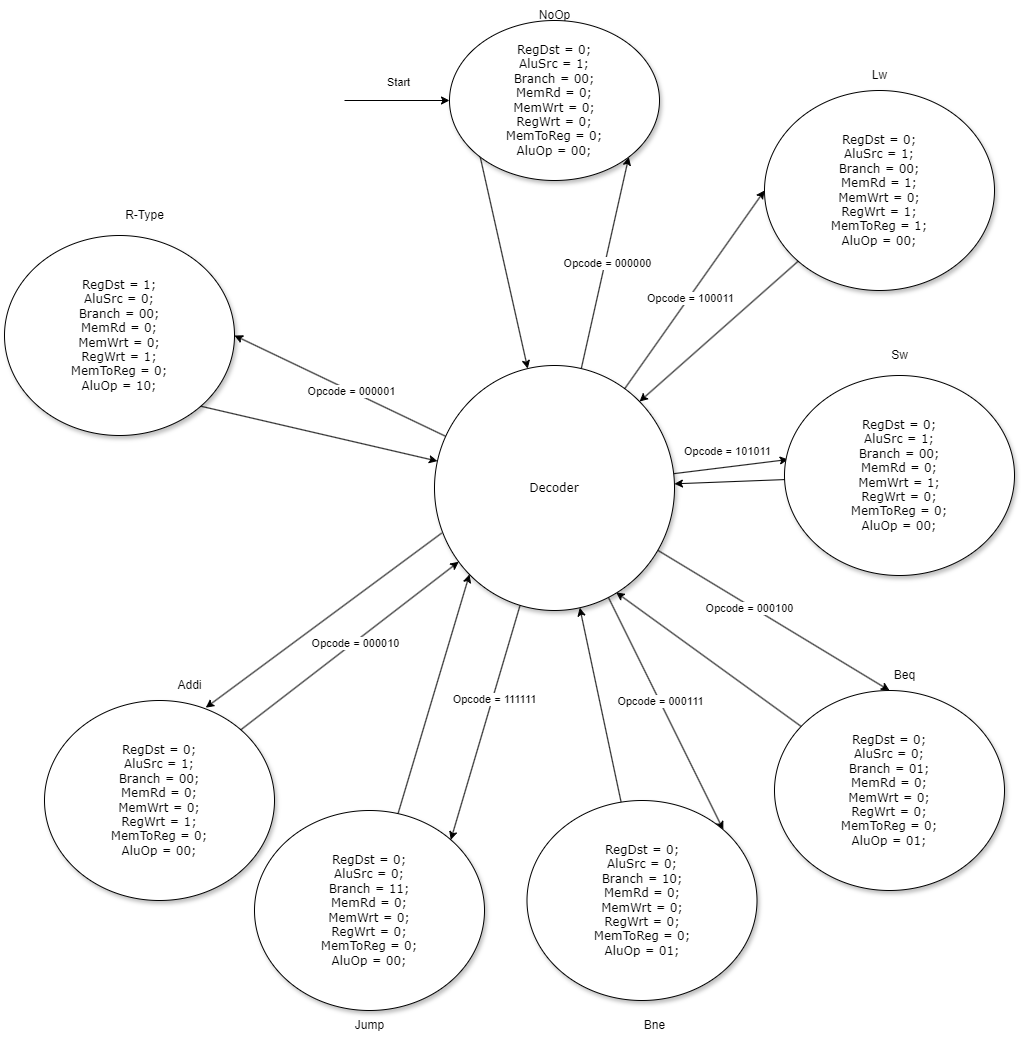 NoOp
RegDst = 0;
AluSrc = 1;
Branch = 00;
MemRd = 0;
MemWrt = 0;
RegWrt = 0;
MemToReg = 0;
AluOp = 00;
Start
Lw
RegDst = 0;
AluSrc = 1;
Branch = 00;
MemRd = 1;
MemWrt = 0;
RegWrt = 1;
MemToReg = 1;
AluOp = 00;
R-Type
RegDst = 1;
AluSrc = 0;
Branch = 00;
MemRd = 0;
MemWrt = 0;
RegWrt = 1;
MemToReg = 0;
AluOp = 10;
Opcode = 000000
Opcode = 100011
Opcode = 000001
Sw
RegDst = 0;
AluSrc = 1;
Branch = 00;
MemRd = 0;
MemWrt = 1;
RegWrt = 0;
MemToReg = 0;
AluOp = 00;
Opcode = 101011
Decoder
Opcode = 000100
Opcode = 000010
Opcode = 111111
Opcode = 000111
Addi
RegDst = 0;
AluSrc = 1;
Branch = 00;
MemRd = 0;
MemWrt = 0;
RegWrt = 1;
MemToReg = 0;
AluOp = 00;
Beq
RegDst = 0;
AluSrc = 0;
Branch = 01;
MemRd = 0;
MemWrt = 0;
RegWrt = 0;
MemToReg = 0;
AluOp = 01;
RegDst = 0;
AluSrc = 0;
Branch = 11;
MemRd = 0;
MemWrt = 0;
RegWrt = 0;
MemToReg = 0;
AluOp = 00;
Jump
RegDst = 0;
AluSrc = 0;
Branch = 10;
MemRd = 0;
MemWrt = 0;
RegWrt = 0;
MemToReg = 0;
AluOp = 01;
Bne